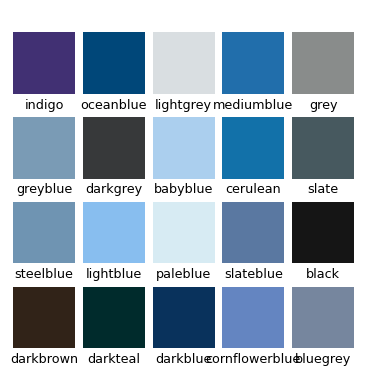 indigo oceanblue lightgrey mediumblue grey
greyblue darkgrey babyblue cerulean slate
steelblue lightblue paleblue slateblue black
darkbrown darkteal darkblue cornflowerblue bluegrey